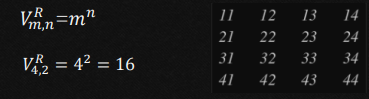 V^R_{m,n}=m^n
V^R_{4,2} = 4^2 = 16
11 12 13 14
21 22 23 24
31 32 33 34
41 42 43 44